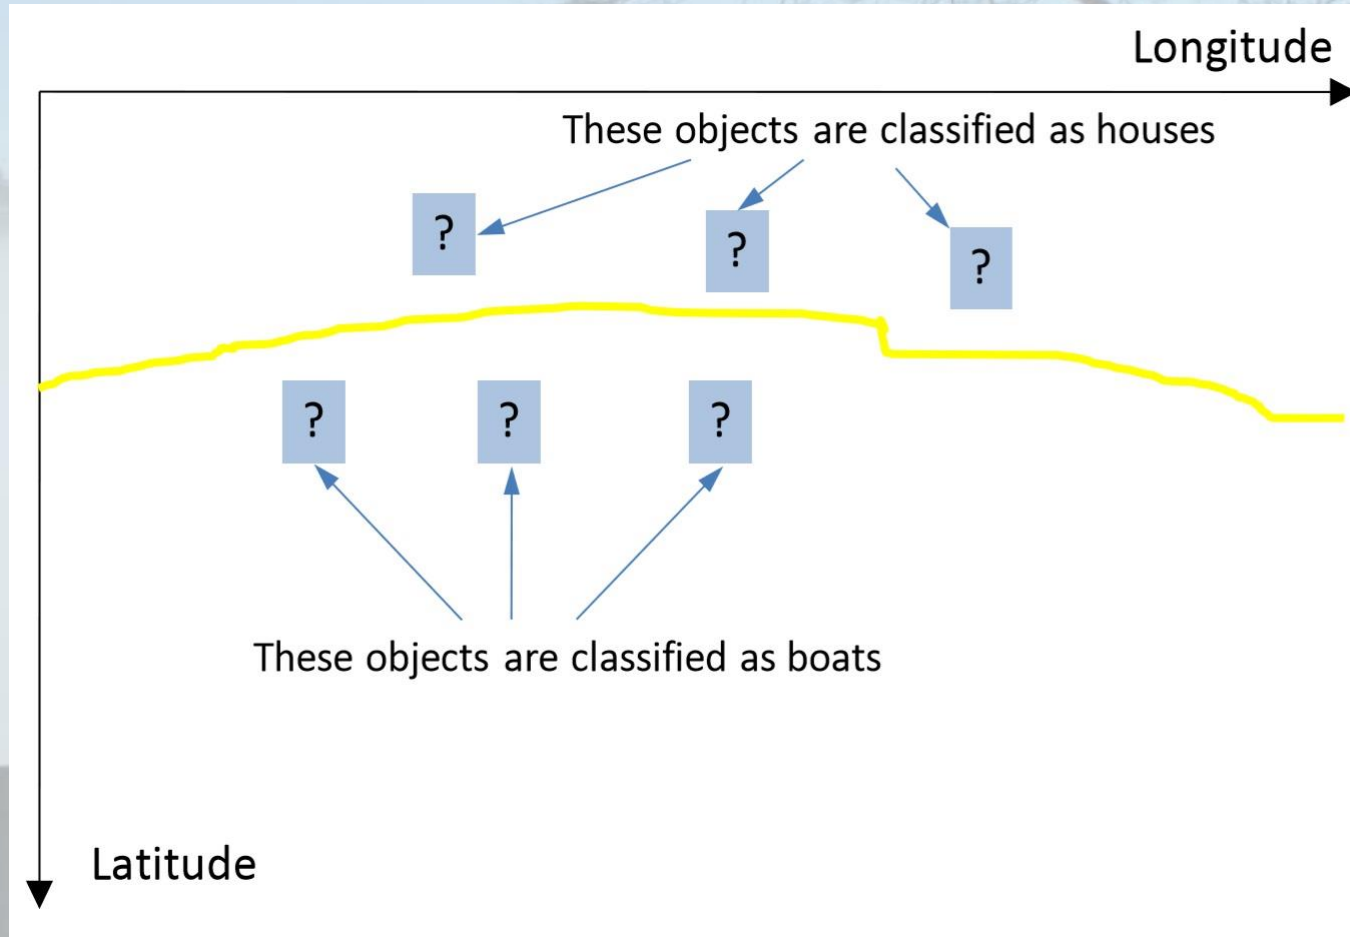 Longitude
These objects are classified as houses
?
?
?
?
?
?
These objects are classified as boats
Latitude